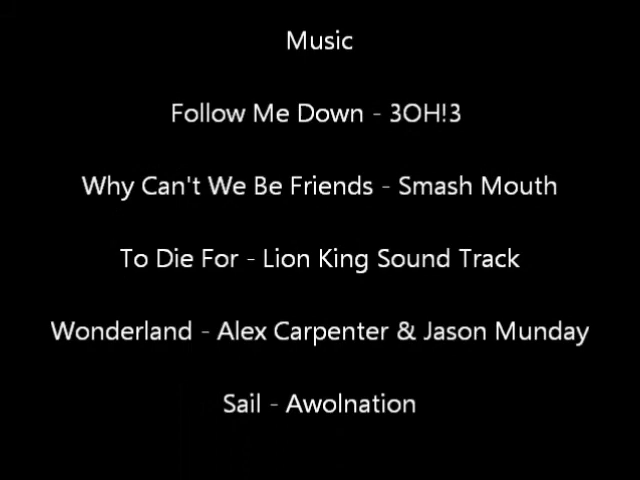 Music
Follow Me Down - 3OH!3
Why Can't We Be Friends - Smash Mouth
To Die For - Lion King Sound Track
Wonderland - Alex Carpenter & Jason Munday
Sail - Awolnation